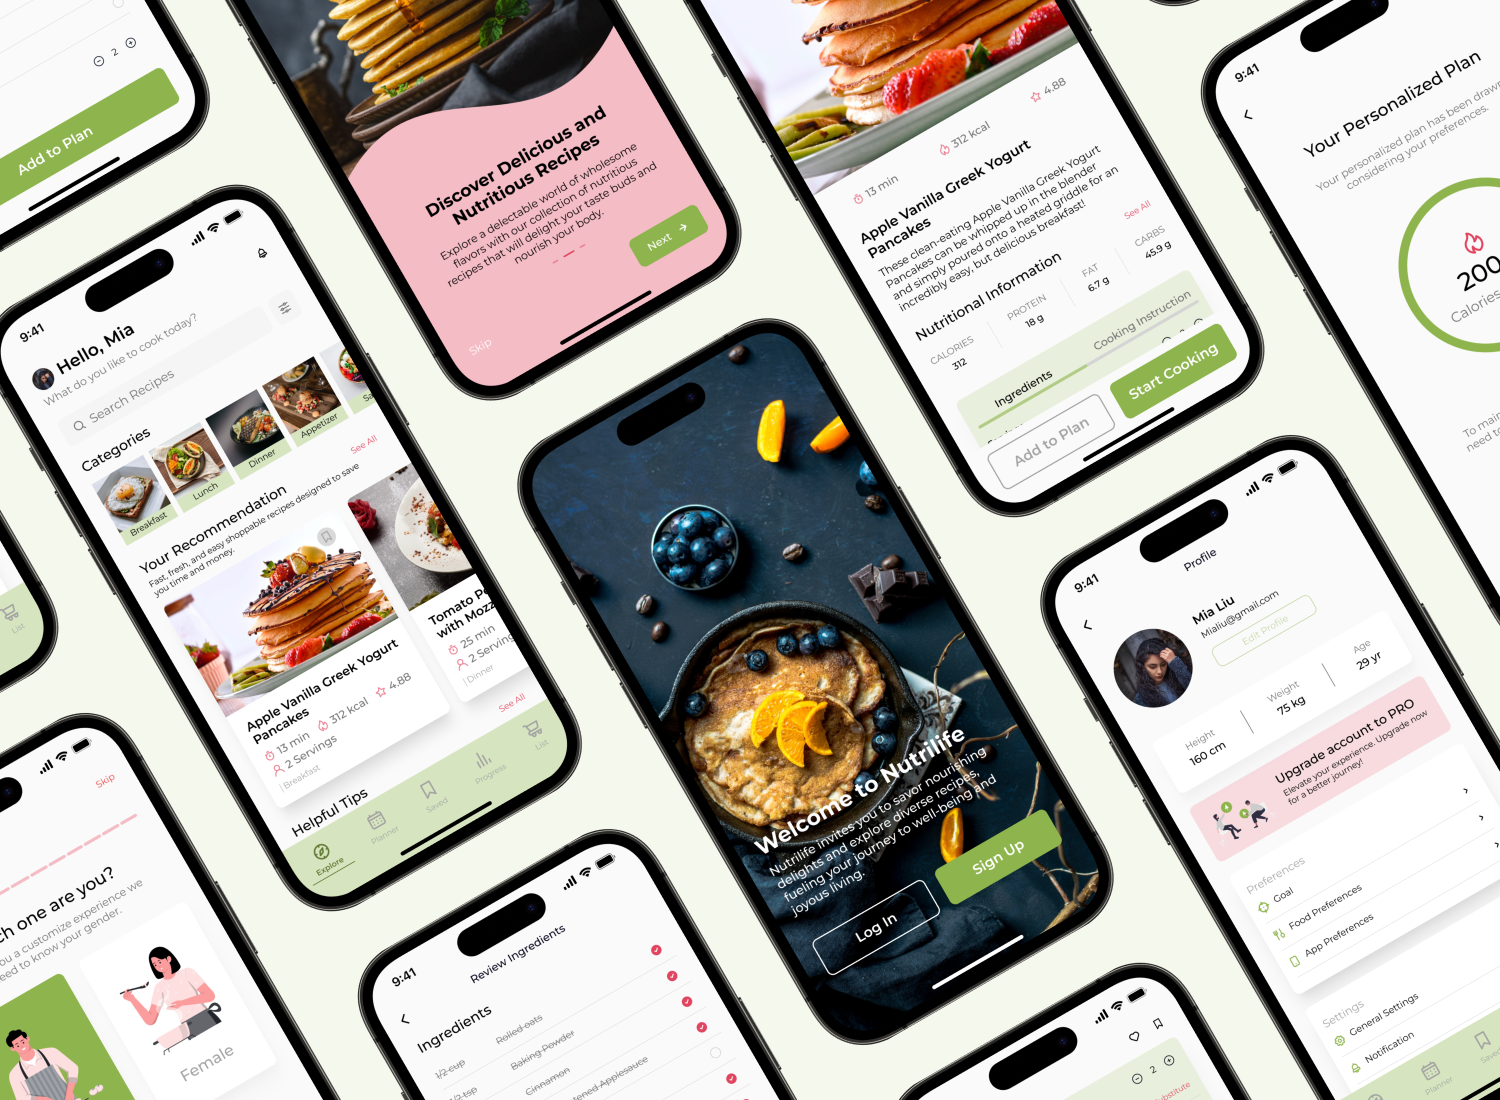 2
Add to Plan
List
9:41
Hello, Mia
What do you like to cook today?
Search Recipes
Categories
Breakfast
Lunch
Dinner
Appetizer
Your Recommendation
See All
Fast, fresh, and easy shoppable recipes designed to save
you time and money.
Apple Vanilla Greek Yogurt
Pancakes
13 min
312 kcal
4.88
2 Servings
Breakfast
with
25 min
2 Servings
Dinner
See All
Helpful Tips
Explore
Planner
Saved
Progress
List
Discover Delicious and
Nutritious Recipes
Explore a delectable world of wholesome
flavors with our collection of nutritious
recipes that will delight your taste buds and
nourish your body.
Skip
Next
13 min
312 kcal
4.88
Apple Vanilla Greek Yogurt
Pancakes
These clean-eating Apple Vanilla Greek Yogurt
Pancakes can be whipped up in the blender
and simply poured onto a heated griddle for an
incredibly easy, but delicious breakfast!
Nutritional Information
See All
CALORIES
312
PROTEIN
18 g
FAT
6.7 g
CARBS
45.9 g
Ingredients
Cooking Instruction
Add to Plan
Start Cooking
9:41
Your Personalized Plan
Your personalized plan has been drawn
considering your preferences.
200
Calories
need to
Skip
one are you?
you a customize experience we
need to know your gender.
Female
9:41
Review Ingredients
Ingredients
1/2 cup
Rolled oats
1/2 tsp
Baking Powder
Cinnamon
Applesauce
Welcome to Nutrilife
Nutrilife invites you to savor nourishing
delights and explore diverse recipes,
fueling your journey to well-being and
joyous living.
Log In
Sign Up
2
9:41
Profile
Mia Liu
Mialiu@gmail.com
Edit Profile
Height
160 cm
Weight
75 kg
Age
29 yr
Upgrade account to PRO
Elevate your experience. Upgrade now
for a better journey!
Preferences
Goal
Food Preferences
App Preferences
Settings
General Settings
Notification
Planner
Saved